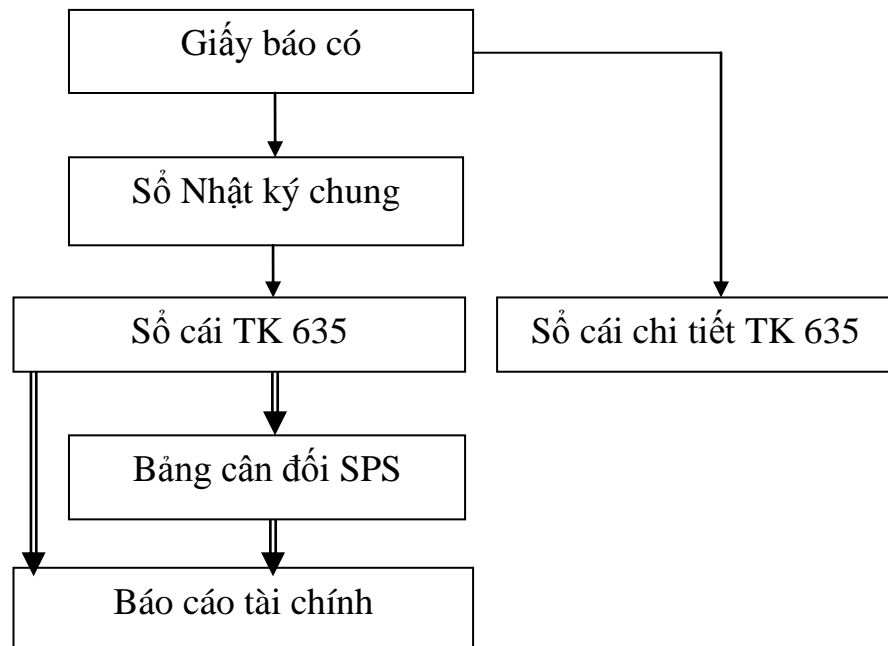 Giấy báo có
Sổ Nhật ký chung
Sổ cái TK 635
Sổ cái chi tiết TK 635
Bảng cân đối SPS
Báo cáo tài chính